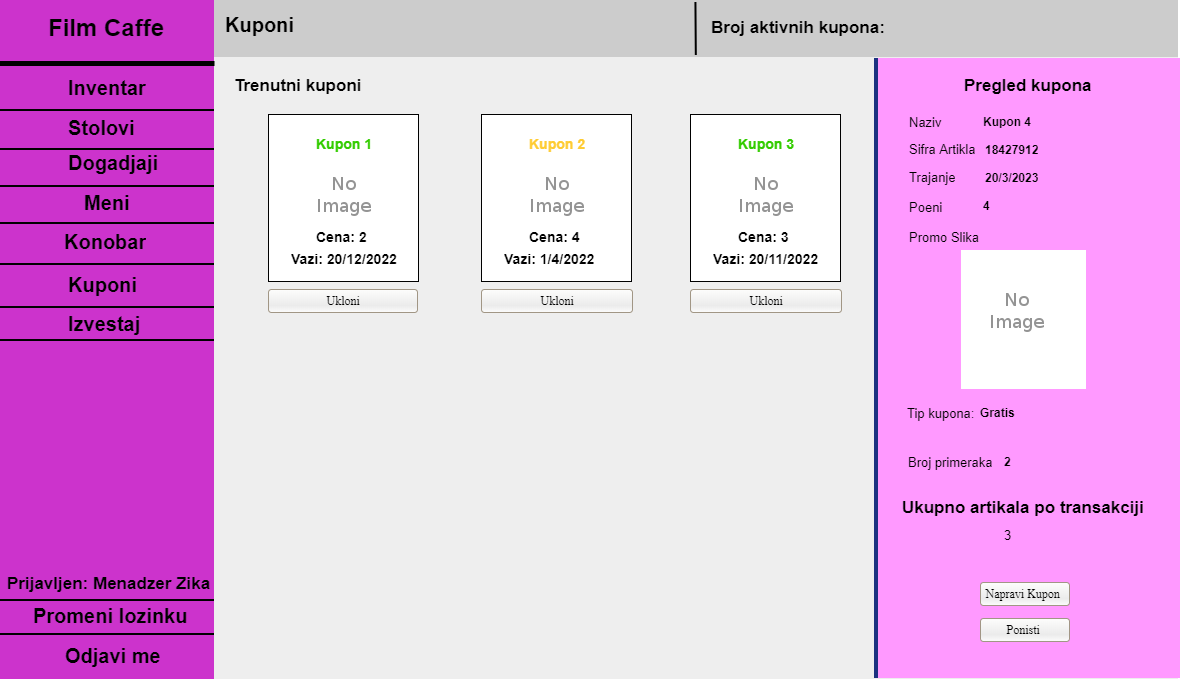 Film Caffe
Inventar
Stolovi
Dogadjaji
Meni
Konobar
Kuponi
Izvestaj
Prijavljen: Menadzer Zika
Promeni lozinku
Odjavi me
Kuponi
Broj aktivnih kupona:
Trenutni kuponi
Kupon 1
No
Image
Cena: 2
Vazi: 20/12/2022
Ukloni
Kupon 2
No
Image
Cena: 4
Vazi: 1/4/2022
Ukloni
Kupon 3
No
Image
Cena: 3
Vazi: 20/11/2022
Ukloni
Pregled kupona
Naziv Kupon 4
Sifra Artikla 18427912
Trajanje 20/3/2023
Poeni 4
Promo Slika
No
Image
Tip kupona: Gratis
Broj primeraka 2
Ukupno artikala po transakciji
3
Napravi Kupon
Ponisti